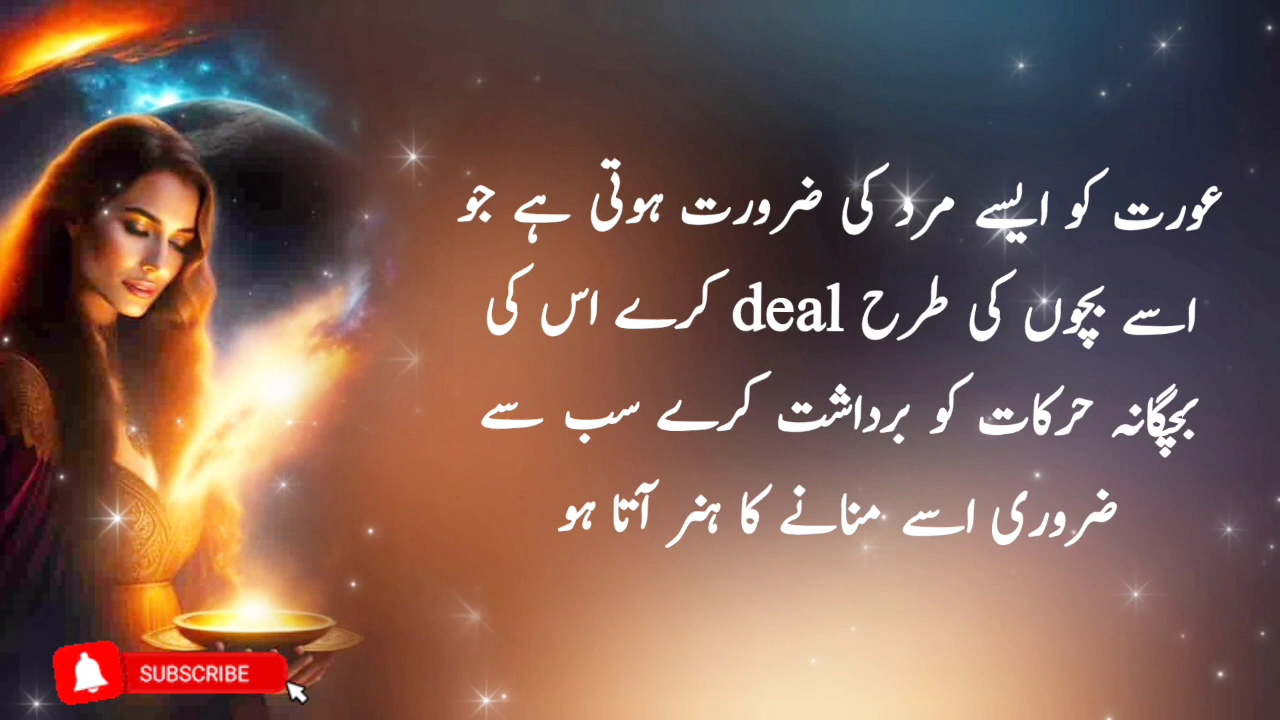 عورت کو ایسے مرد کی ضرورت ہوتی ہے جو
اسے بچوں کی طرح deal کرے اس کی
بچگانہ حرکات کو برداشت کرے سب سے
ضروری اسے منانے کا ہنر آتا ہو
SUBSCRIBE